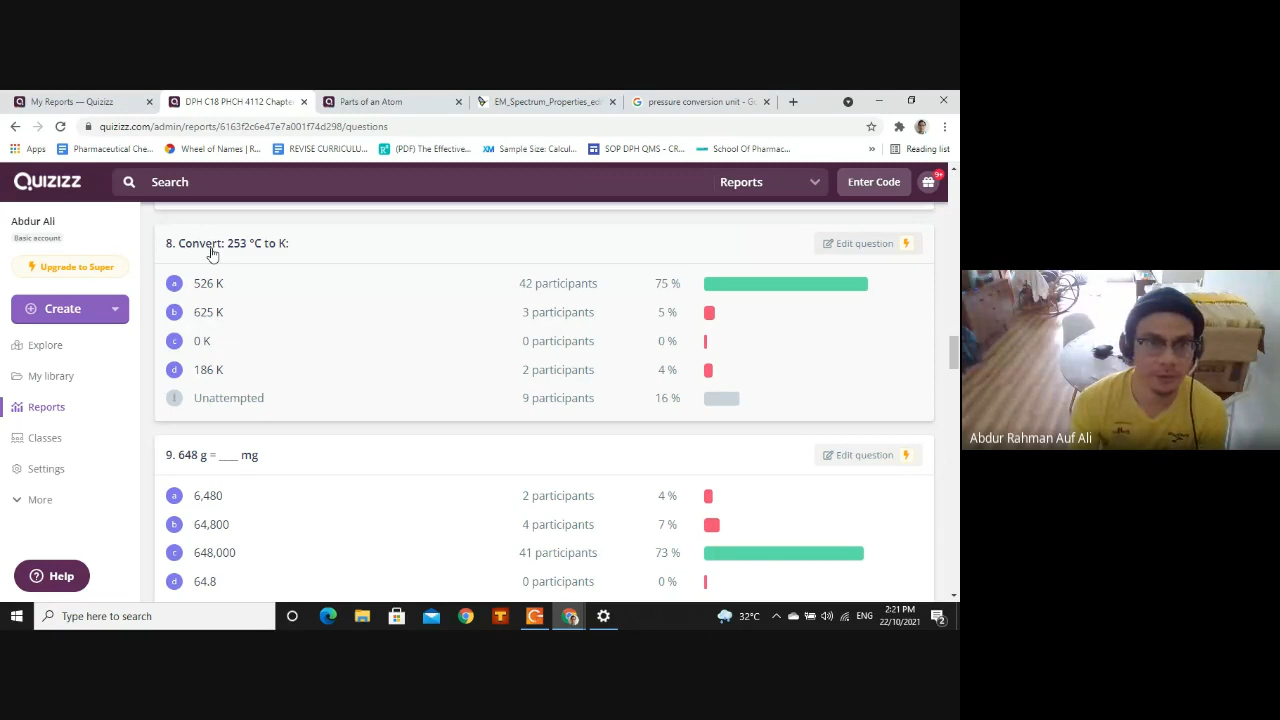 My Reports — Quizizz
DPH C18 PHCH 4112 Chapte
Parts of an Atom
EM_Spectrum_Properties_edi
pressure conversion unit - G
quizizz.com/admin/reports/6163f2c6e47e7a001f74d298/questions
Apps
Pharmaceutical Che...
Wheel of Names | R...
REVISE CURRICULU...
(PDF) The Effective...
XM Sample Size: Calcul...
SOP DPH QMS - CR...
School Of Pharmac...
»
Reading list
QUIZIZZ
Search
Reports
Enter Code
9+
Abdur Ali
Basic account
Upgrade to Super
Create
Explore
My library
Reports
Classes
Settings
More
? Help
8. Convert: 253 °C to K:
Edit question
a 526 K 42 participants 75 %
b 625 K 3 participants 5 %
c 0 K 0 participants 0 %
d 186 K 2 participants 4 %
! Unattempted 9 participants 16 %
9. 648 g = ____ mg
Edit question
a 6,480 2 participants 4 %
b 64,800 4 participants 7 %
c 648,000 41 participants 73 %
d 64.8 0 participants 0 %
Abdur Rahman Auf Ali
Type here to search
32°C
ENG
2:21 PM
22/10/2021
2